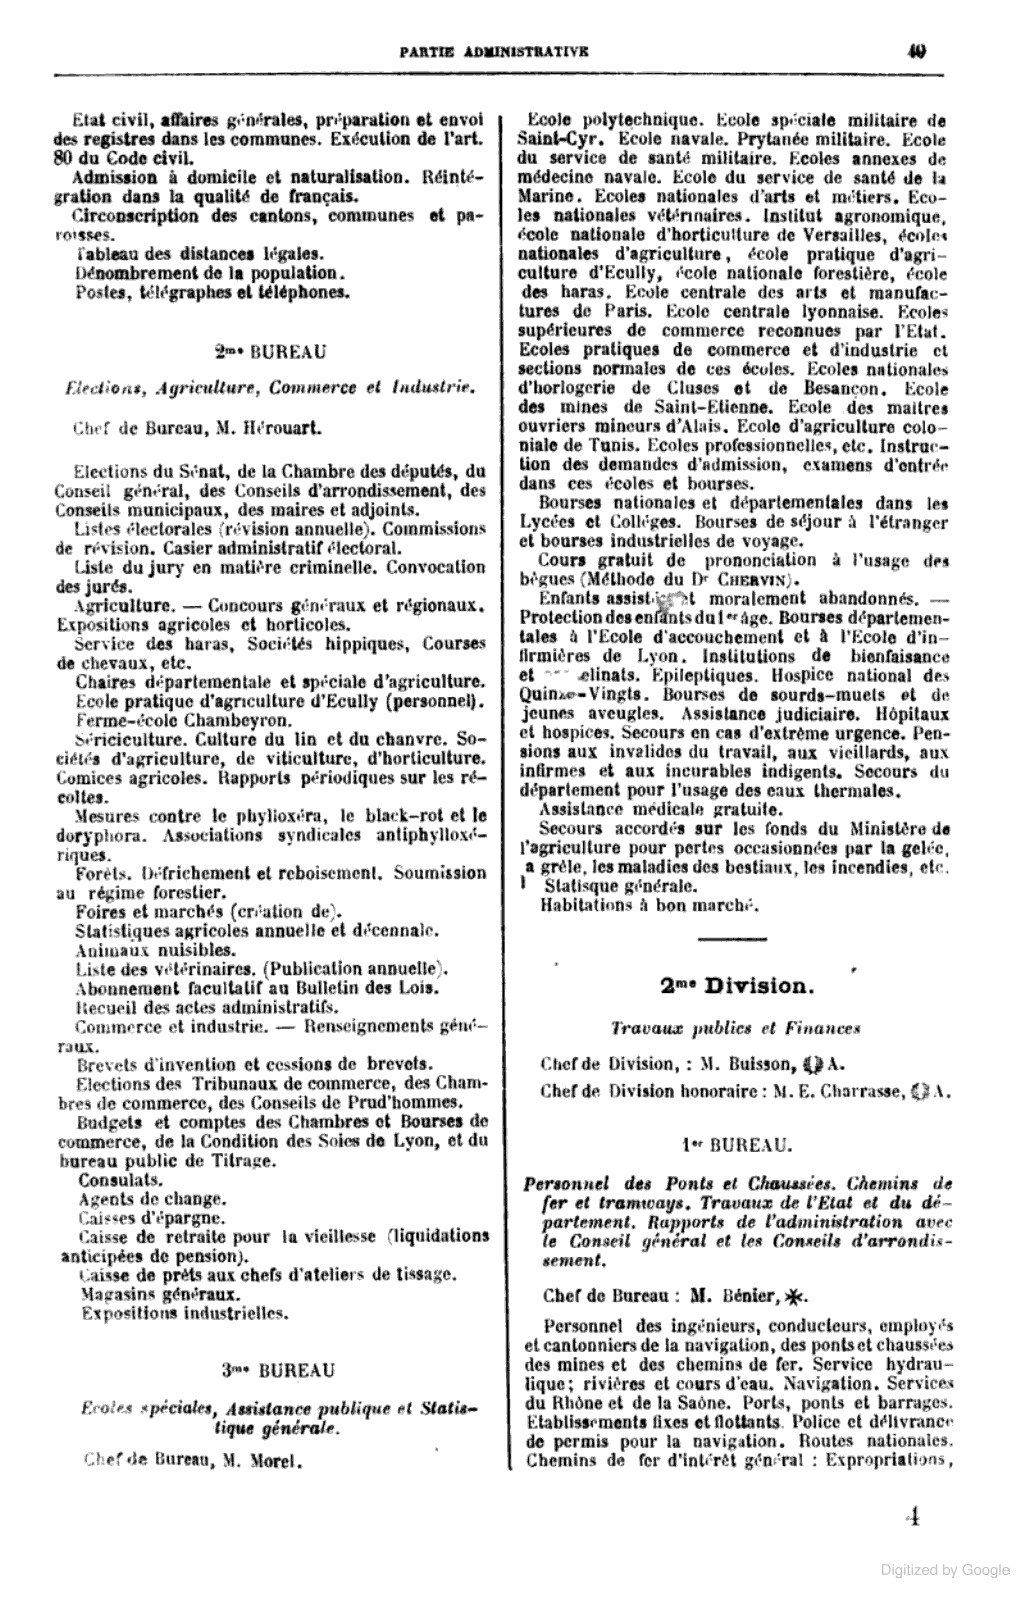 PARTIE ADMINISTRATIVE
Etat civil, affaires générales, préparation et envoi
des registres dans les communes. Exécution de l'art.
80 du Code civil.
Admission à domicile et naturalisation. Réinté-
gration dans la qualité de français.
Circonscription des cantons, communes et pa-
roisses.
Tableau des distances légales.
Dénombrement de la population.
Postes, télégraphes et téléphones.
2me BUREAU
Elections, Agriculture, Commerce et Industrie.
Chef de Bureau, M. Hérouart.
Elections du Sénat, de la Chambre des députés, du
Conseil général, des Conseils d'arrondissement, des
Conseils municipaux, des maires et adjoints.
Listes électorales (révision annuelle). Commissions
de révision. Casier administratif électoral.
Liste du jury en matière criminelle. Convocation
des jurés.
Agriculture. — Concours généraux et régionaux.
Expositions agricoles et horticoles.
Service des haras, Sociétés hippiques, Courses
de chevaux, etc.
Chaires départementale et spéciale d'agriculture.
Ecole pratique d'agriculture d'Ecully (personnel).
Ferme-école Chambeyron.
Sériciculture. Culture du lin et du chanvre. So-
ciétés d'agriculture, de viticulture, d'horticulture.
Comices agricoles. Rapports périodiques sur les ré-
coltes.
Mesures contre le phylloxéra, le black-rot et le
doryphora. Associations syndicales antiphylloxé-
riques.
Forêts. Défrichement et reboisement. Soumission
au régime forestier.
Foires et marchés (création de).
Statistiques agricoles annuelle et décennale.
Animaux nuisibles.
Liste des vétérinaires. (Publication annuelle).
Abonnement facultatif au Bulletin des Lois.
Recueil des actes administratifs.
Commerce et industrie. — Renseignements géné-
raux.
Brevets d'invention et cessions de brevets.
Elections des Tribunaux de commerce, des Cham-
bres de commerce, des Conseils de Prud'hommes.
Budgets et comptes des Chambres et Bourses de
commerce, de la Condition des Soies de Lyon, et du
bureau public de Titrage.
Consulats.
Agents de change.
Caisses d'épargne.
Caisse de retraite pour la vieillesse (liquidations
anticipées de pension).
Caisse de prêts aux chefs d'ateliers de tissage.
Magasins généraux.
Expositions industrielles.
3me BUREAU
Ecoles spéciales, Assistance publique et Statis-
tique générale.
Chef de Bureau, M. Morel.
Ecole polytechnique. Ecole spéciale militaire de
Saint-Cyr. Ecole navale. Prytanée militaire. Ecole
du service de santé militaire. Ecoles annexes de
médecine navale. Ecole du service de santé de la
Marine. Ecoles nationales d'arts et métiers. Eco-
les nationales vétérinaires. Institut agronomique,
école nationale d'horticulture de Versailles, écoles
nationales d'agriculture, école pratique d'agri-
culture d'Ecully, école nationale forestière, école
des haras. Ecole centrale des arts et manufac-
tures de Paris. Ecole centrale lyonnaise. Ecoles
supérieures de commerce reconnues par l'Etat.
Ecoles pratiques de commerce et d'industrie et
sections normales de ces écoles. Ecoles nationales
d'horlogerie de Cluses et de Besançon. Ecole
des mines de Saint-Etienne. Ecole des maîtres
ouvriers mineurs d'Alais. Ecole d'agriculture colo-
niale de Tunis. Ecoles professionnelles, etc. Instruc-
tion des demandes d'admission, examens d'entrée
dans ces écoles et bourses.
Bourses nationales et départementales dans les
Lycées et Collèges. Bourses de séjour à l'étranger
et bourses industrielles de voyage.
Cours gratuit de prononciation à l'usage des
bègues (Méthode du Dr CHERVIN).
Enfants assist et moralement abandonnés. —
Protection des enfants du 1er âge. Bourses départemen-
tales à l'Ecole d'accouchement et à l'Ecole d'in-
firmières de Lyon. Institutions de bienfaisance
et elinats. Epileptiques. Hospice national des
Quinze-Vingts. Bourses de sourds-muets et de
jeunes aveugles. Assistance judiciaire. Hôpitaux
et hospices. Secours en cas d'extrême urgence. Pen-
sions aux invalides du travail, aux vieillards, aux
infirmes et aux incurables indigents. Secours du
département pour l'usage des eaux thermales.
Assistance médicale gratuite.
Secours accordés sur les fonds du Ministère de
l'agriculture pour pertes occasionnées par la gelée,
a grêle, les maladies des bestiaux, les incendies, etc.
Statisque générale.
Habitations à bon marché.
2me Division.
Travaux publics et Finances
Chef de Division, : M. Buisson, A.
Chef de Division honoraire : M. E. Charrasse, A.
1er BUREAU.
Personnel des Ponts et Chaussées. Chemins de
fer et tramways. Travaux de l'Etat et du dé-
partement. Rapports de l'administration avec
le Conseil général et les Conseils d'arrondis-
sement.
Chef de Bureau : M. Bénier, ✻.
Personnel des ingénieurs, conducteurs, employés
et cantonniers de la navigation, des ponts et chaussées
des mines et des chemins de fer. Service hydrau-
lique; rivières et cours d'eau. Navigation. Services
du Rhône et de la Saône. Ports, ponts et barrages.
Etablissements fixes et flottants. Police et délivrance
de permis pour la navigation. Routes nationales.
Chemins de fer d'intérêt général : Expropriations,
4
Digitized by Google